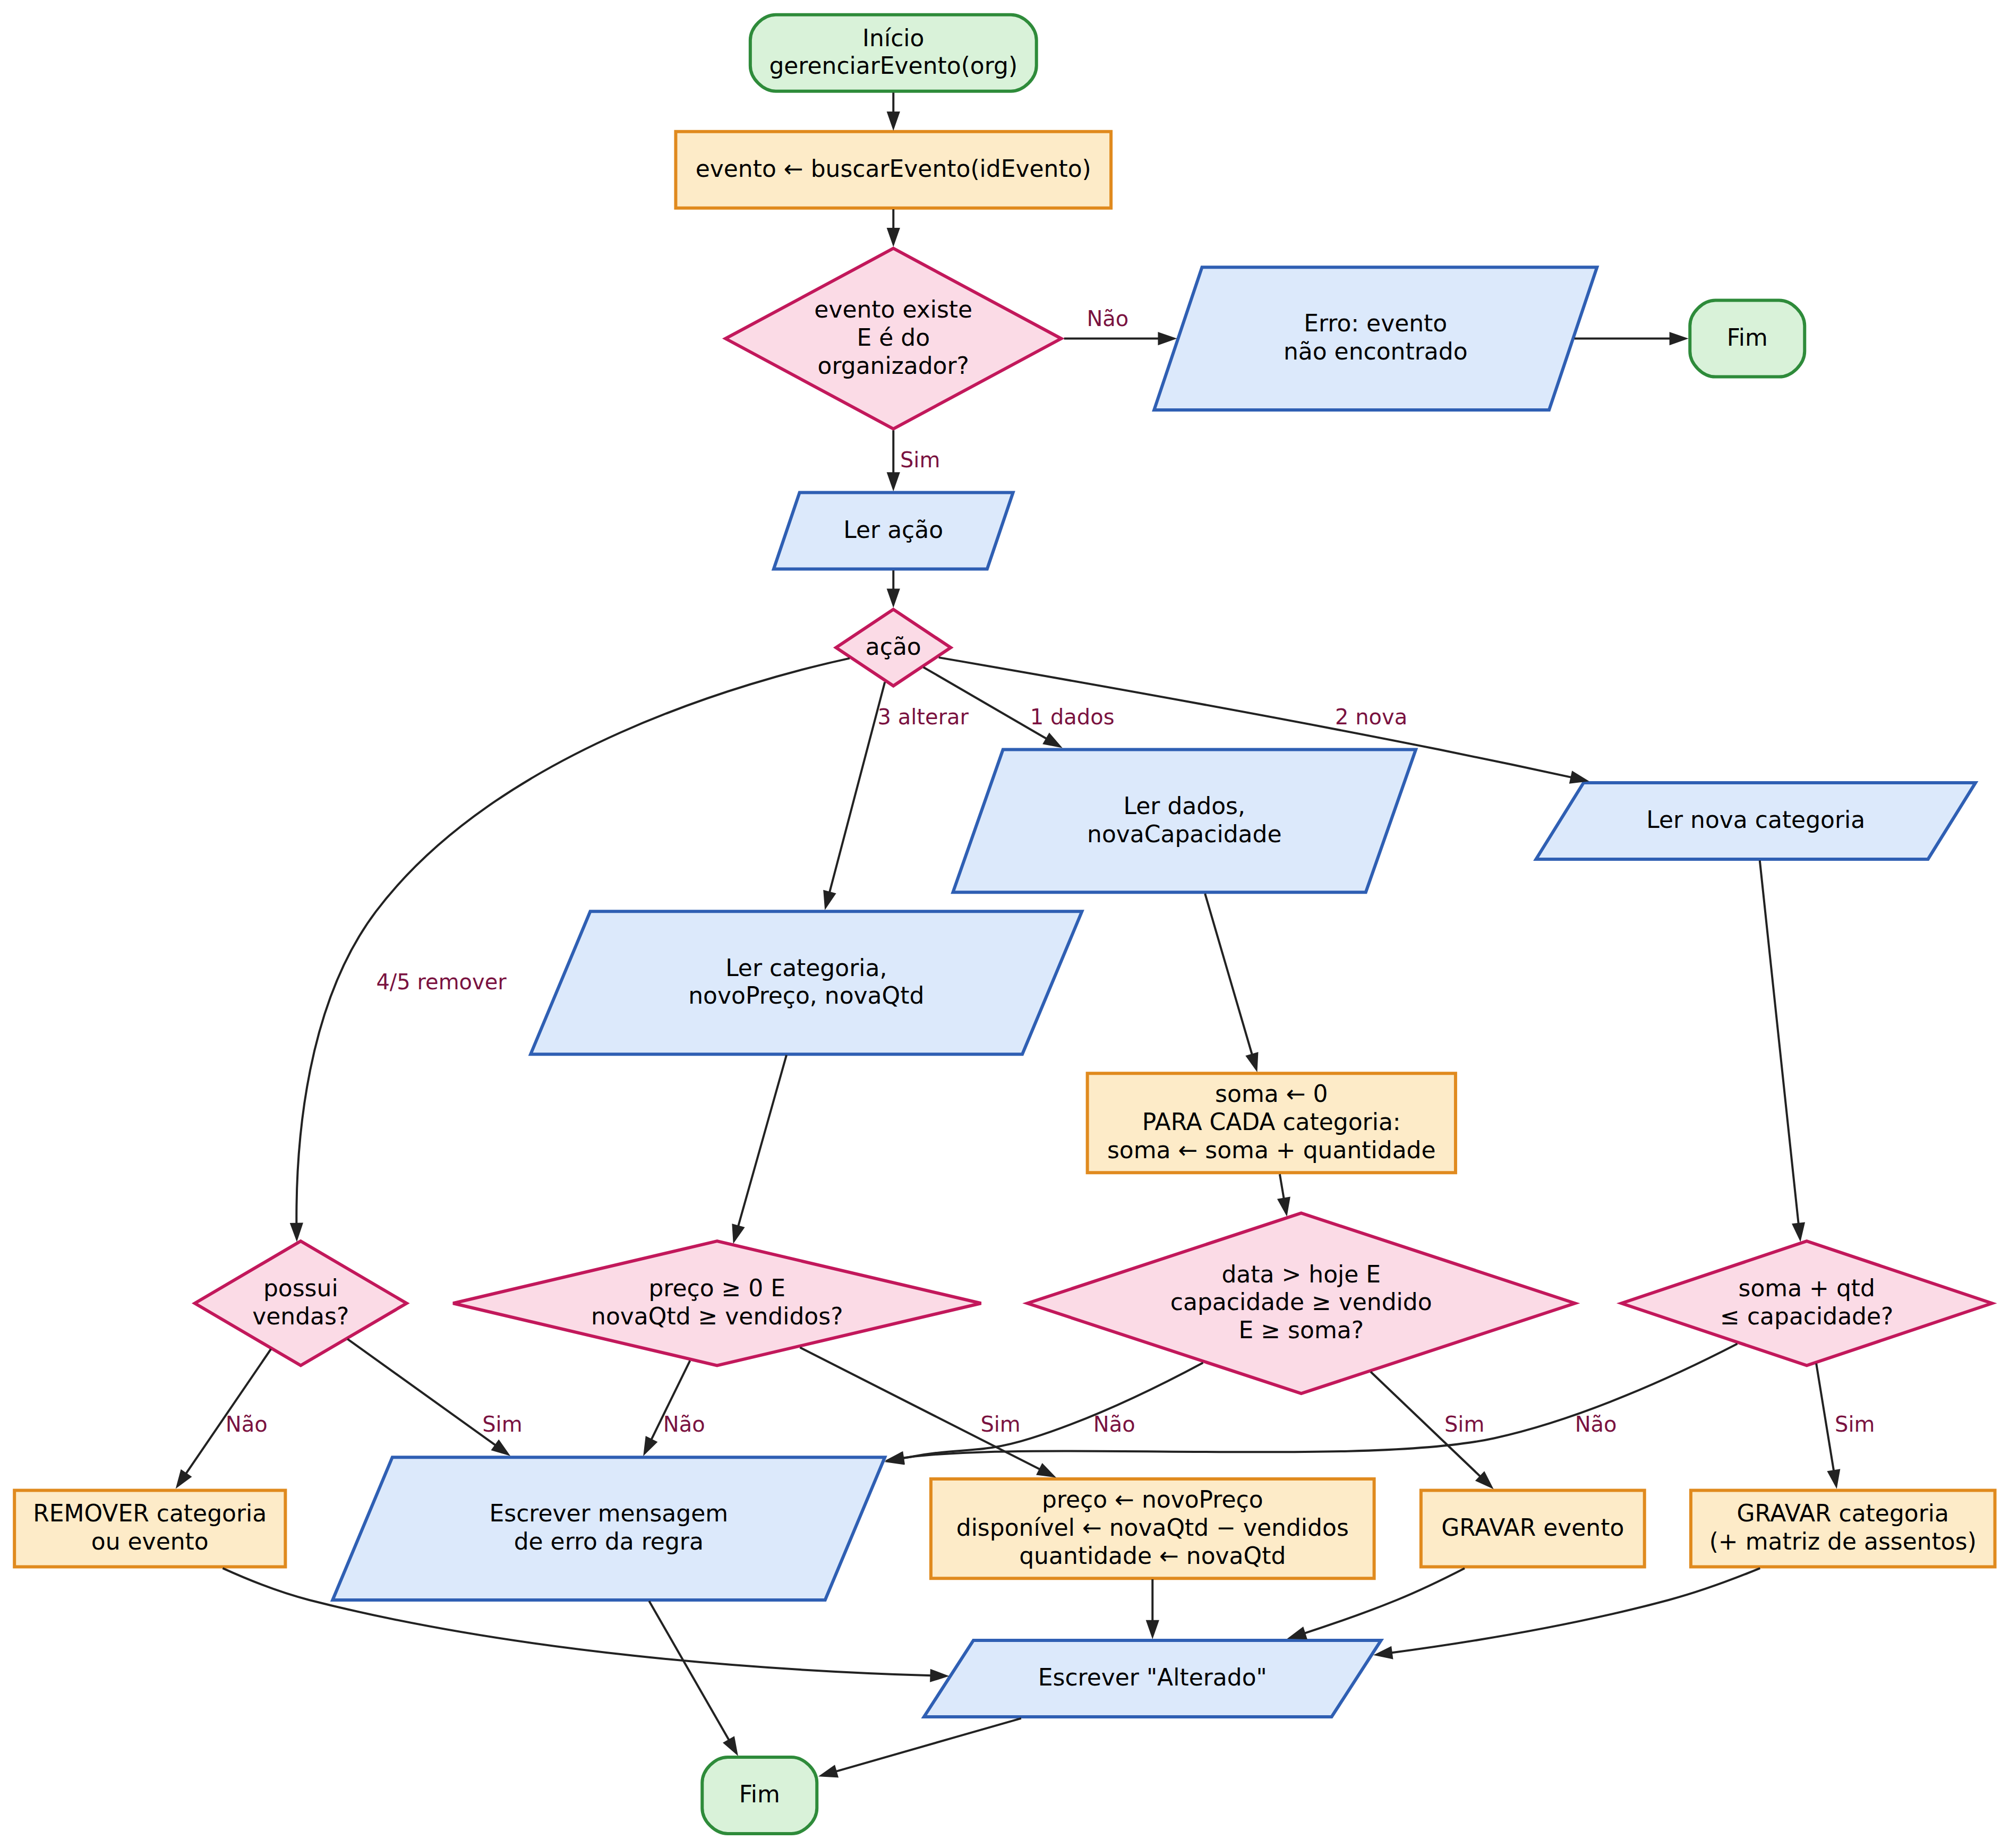 Início
gerenciarEvento(org)
evento ← buscarEvento(idEvento)
evento existe
E é do
organizador?
Não
Erro: evento
não encontrado
Fim
Sim
Ler ação
ação
3 alterar
1 dados
2 nova
Ler dados,
novaCapacidade
Ler nova categoria
4/5 remover
Ler categoria,
novoPreço, novaQtd
soma ← 0
PARA CADA categoria:
soma ← soma + quantidade
possui
vendas?
preço ≥ 0 E
novaQtd ≥ vendidos?
data > hoje E
capacidade ≥ vendido
E ≥ soma?
soma + qtd
≤ capacidade?
Não
Sim
Não
Sim
Não
Sim
Não
Sim
REMOVER categoria
ou evento
Escrever mensagem
de erro da regra
preço ← novoPreço
disponível ← novaQtd − vendidos
quantidade ← novaQtd
GRAVAR evento
GRAVAR categoria
(+ matriz de assentos)
Escrever "Alterado"
Fim